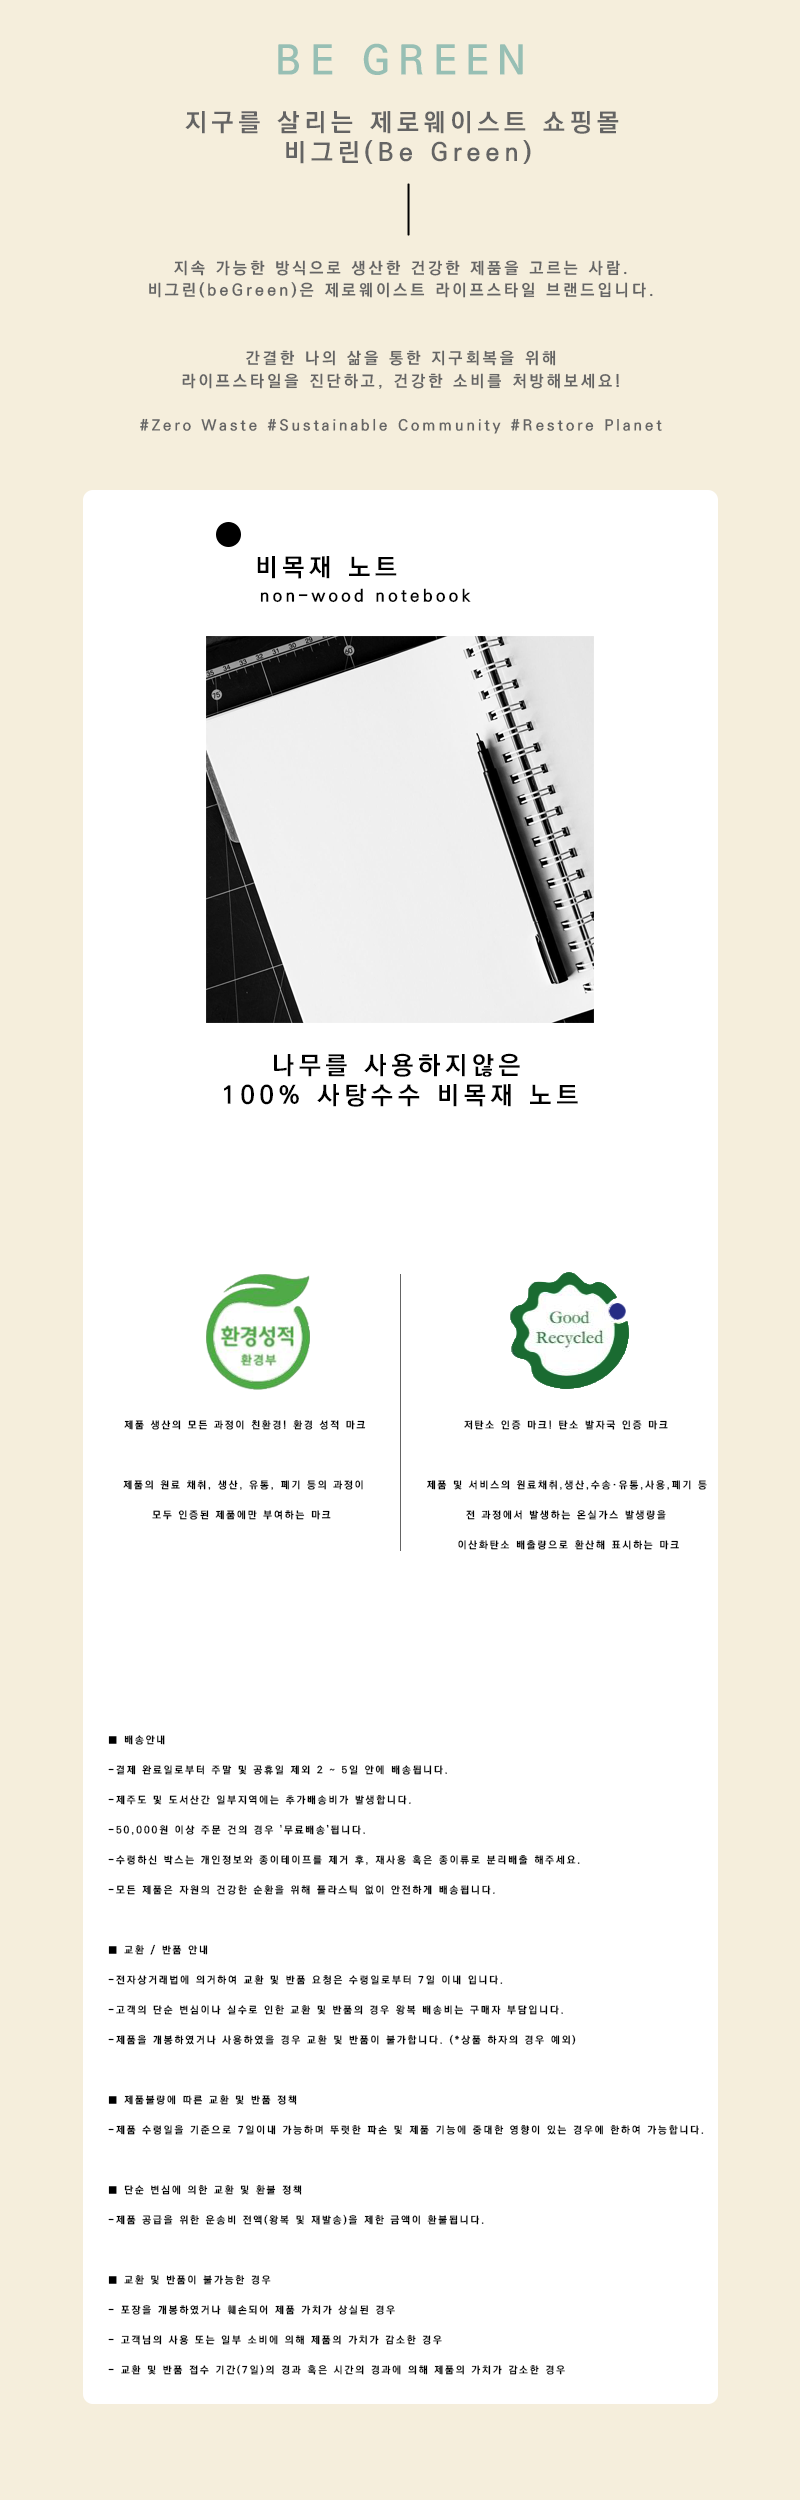 BE GREEN
지구를 살리는 제로웨이스트 쇼핑몰
비그린(Be Green)
지속 가능한 방식으로 생산한 건강한 제품을 고르는 사람.
비그린(beGreen)은 제로웨이스트 라이프스타일 브랜드입니다.
간결한 나의 삶을 통한 지구회복을 위해
라이프스타일을 진단하고, 건강한 소비를 처방해보세요!
#Zero Waste #Sustainable Community #Restore Planet
비목재 노트
non-wood notebook
35 34 33 32 31 30 29
75
60
나무를 사용하지않은
100% 사탕수수 비목재 노트
환경성적
환경부
제품 생산의 모든 과정이 친환경! 환경 성적 마크
제품의 원료 채취, 생산, 유통, 폐기 등의 과정이
모두 인증된 제품에만 부여하는 마크
Good
Recycled
저탄소 인증 마크! 탄소 발자국 인증 마크
제품 및 서비스의 원료채취,생산,수송·유통,사용,폐기 등
전 과정에서 발생하는 온실가스 발생량을
이산화탄소 배출량으로 환산해 표시하는 마크
■ 배송안내
-결제 완료일로부터 주말 및 공휴일 제외 2 ~ 5일 안에 배송됩니다.
-제주도 및 도서산간 일부지역에는 추가배송비가 발생합니다.
-50,000원 이상 주문 건의 경우 '무료배송'됩니다.
-수령하신 박스는 개인정보와 종이테이프를 제거 후, 재사용 혹은 종이류로 분리배출 해주세요.
-모든 제품은 자원의 건강한 순환을 위해 플라스틱 없이 안전하게 배송됩니다.
■ 교환 / 반품 안내
-전자상거래법에 의거하여 교환 및 반품 요청은 수령일로부터 7일 이내 입니다.
-고객의 단순 변심이나 실수로 인한 교환 및 반품의 경우 왕복 배송비는 구매자 부담입니다.
-제품을 개봉하였거나 사용하였을 경우 교환 및 반품이 불가합니다. (*상품 하자의 경우 예외)
■ 제품불량에 따른 교환 및 반품 정책
-제품 수령일을 기준으로 7일이내 가능하며 뚜렷한 파손 및 제품 기능에 중대한 영향이 있는 경우에 한하여 가능합니다.
■ 단순 변심에 의한 교환 및 환불 정책
-제품 공급을 위한 운송비 전액(왕복 및 재발송)을 제한 금액이 환불됩니다.
■ 교환 및 반품이 불가능한 경우
- 포장을 개봉하였거나 훼손되어 제품 가치가 상실된 경우
- 고객님의 사용 또는 일부 소비에 의해 제품의 가치가 감소한 경우
- 교환 및 반품 접수 기간(7일)의 경과 혹은 시간의 경과에 의해 제품의 가치가 감소한 경우